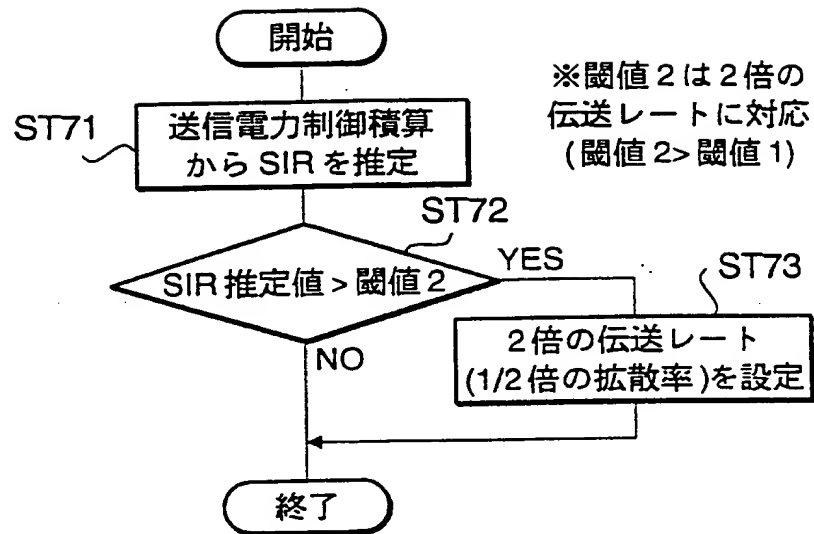 開始
※閾値2は2倍の
伝送レートに対応
(閾値2>閾値1)
ST71
送信電力制御積算
からSIRを推定
ST72
SIR推定値>閾値2
YES
ST73
2倍の伝送レート
(1/2倍の拡散率)を設定
NO
終了